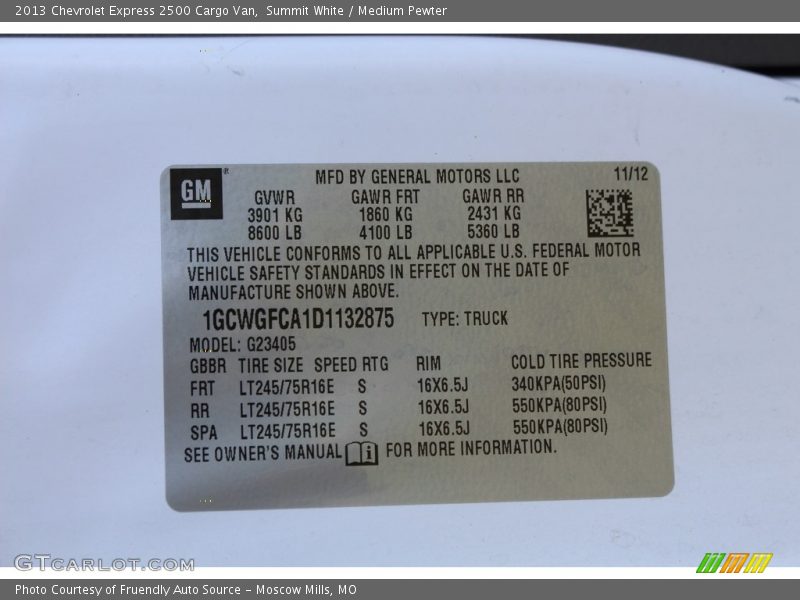 2013 Chevrolet Express 2500 Cargo Van,  Summit White / Medium Pewter
GM®
MFD BY GENERAL MOTORS LLC 11/12
GVWR GAWR FRT GAWR RR
3901 KG 1860 KG 2431 KG
8600 LB 4100 LB 5360 LB
THIS VEHICLE CONFORMS TO ALL APPLICABLE U.S. FEDERAL MOTOR
VEHICLE SAFETY STANDARDS IN EFFECT ON THE DATE OF
MANUFACTURE SHOWN ABOVE.
1GCWGFCA1D1132875 TYPE: TRUCK
MODEL: G23405
GBBR TIRE SIZE SPEED RTG RIM COLD TIRE PRESSURE
FRT LT245/75R16E S 16X6.5J 340KPA(50PSI)
RR LT245/75R16E S 16X6.5J 550KPA(80PSI)
SPA LT245/75R16E S 16X6.5J 550KPA(80PSI)
SEE OWNER'S MANUAL i FOR MORE INFORMATION.
GTCARLOT.COM
Photo Courtesy of Fruendly Auto Source - Moscow Mills, MO